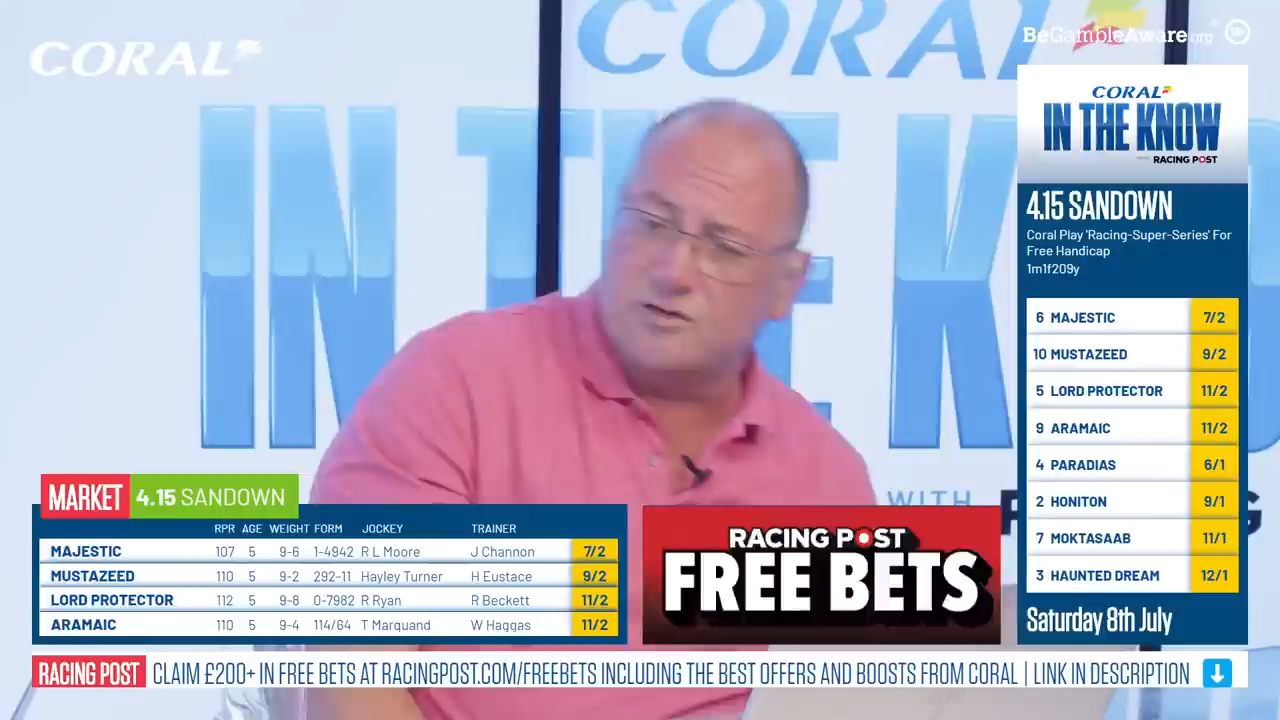 CORAL
CORAL
BeGambleAware.org 18+
IN THE K
WITH
CORAL
IN THE KNOW
RACING POST
4.15 SANDOWN
Coral Play 'Racing-Super-Series' For
Free Handicap
1m1f209y
6 MAJESTIC 7/2
10 MUSTAZEED 9/2
5 LORD PROTECTOR 11/2
9 ARAMAIC 11/2
4 PARADIAS 6/1
2 HONITON 9/1
7 MOKTASAAB 11/1
3 HAUNTED DREAM 12/1
Saturday 8th July
MARKET 4.15 SANDOWN
RPR AGE WEIGHT FORM JOCKEY TRAINER
MAJESTIC 107 5 9-6 1-4942 R L Moore J Channon 7/2
MUSTAZEED 110 5 9-2 292-11 Hayley Turner H Eustace 9/2
LORD PROTECTOR 112 5 9-8 0-7982 R Ryan R Beckett 11/2
ARAMAIC 110 5 9-4 114/64 T Marquand W Haggas 11/2
RACING POST
FREE BETS
RACING POST CLAIM £200+ IN FREE BETS AT RACINGPOST.COM/FREEBETS INCLUDING THE BEST OFFERS AND BOOSTS FROM CORAL | LINK IN DESCRIPTION